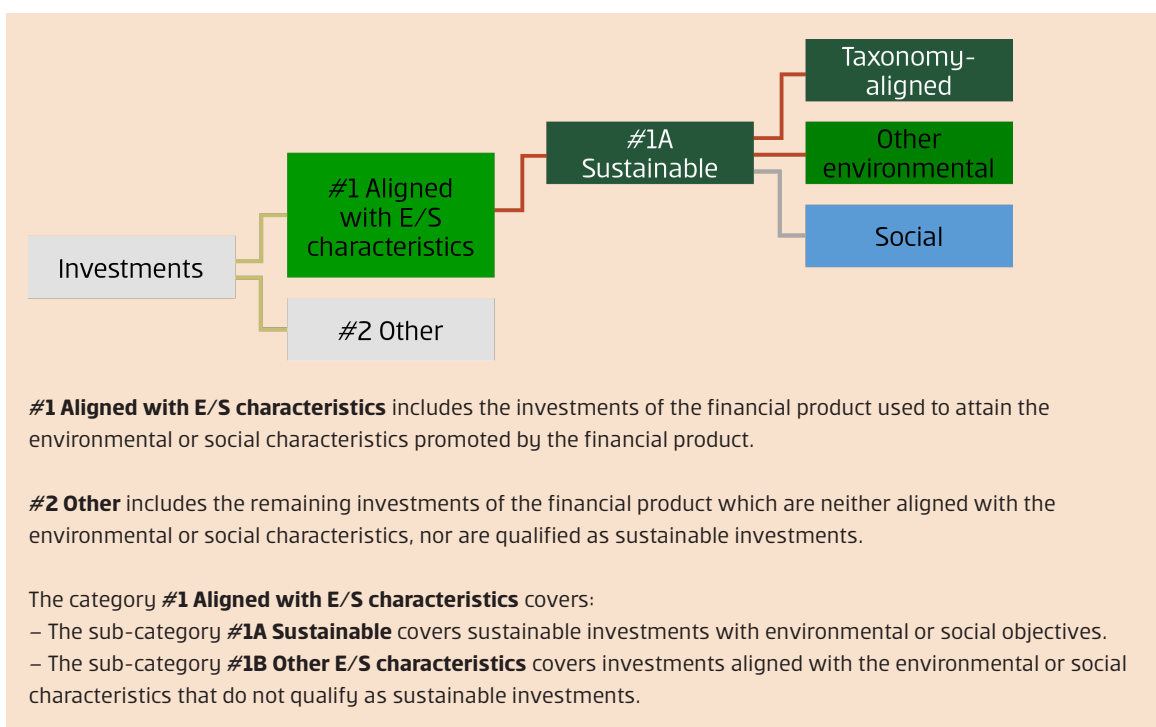 Taxonomy-
aligned
#1A
Sustainable
Other
environmental
#1 Aligned
with E/S
characteristics
Social
Investments
#2 Other
#1 Aligned with E/S characteristics includes the investments of the financial product used to attain the
environmental or social characteristics promoted by the financial product.
#2 Other includes the remaining investments of the financial product which are neither aligned with the
environmental or social characteristics, nor are qualified as sustainable investments.
The category #1 Aligned with E/S characteristics covers:
– The sub-category #1A Sustainable covers sustainable investments with environmental or social objectives.
– The sub-category #1B Other E/S characteristics covers investments aligned with the environmental or social
characteristics that do not qualify as sustainable investments.